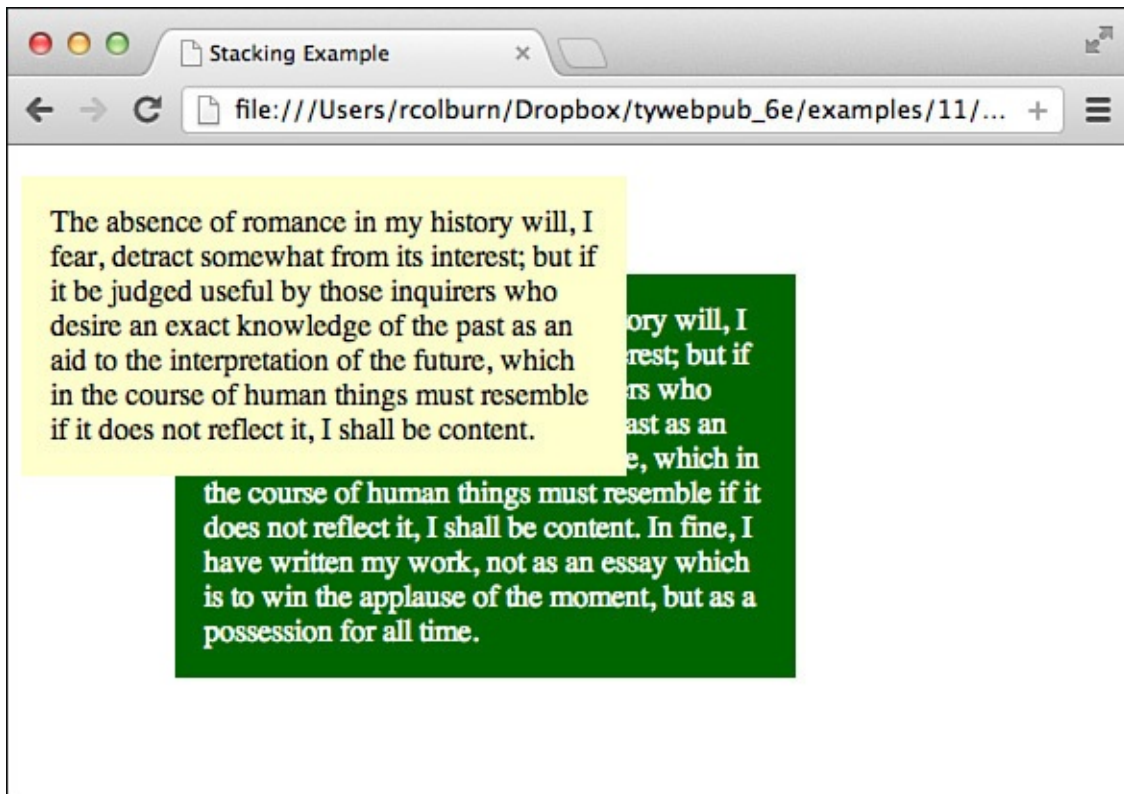 Stacking Example
file:///Users/rcolburn/Dropbox/tywebpub_6e/examples/11/...
The absence of romance in my history will, I
fear, detract somewhat from its interest; but if
it be judged useful by those inquirers who
desire an exact knowledge of the past as an
aid to the interpretation of the future, which
in the course of human things must resemble
if it does not reflect it, I shall be content.
ory will, I
rest; but if
rs who
ast as an
e, which in
the course of human things must resemble if it
does not reflect it, I shall be content. In fine, I
have written my work, not as an essay which
is to win the applause of the moment, but as a
possession for all time.